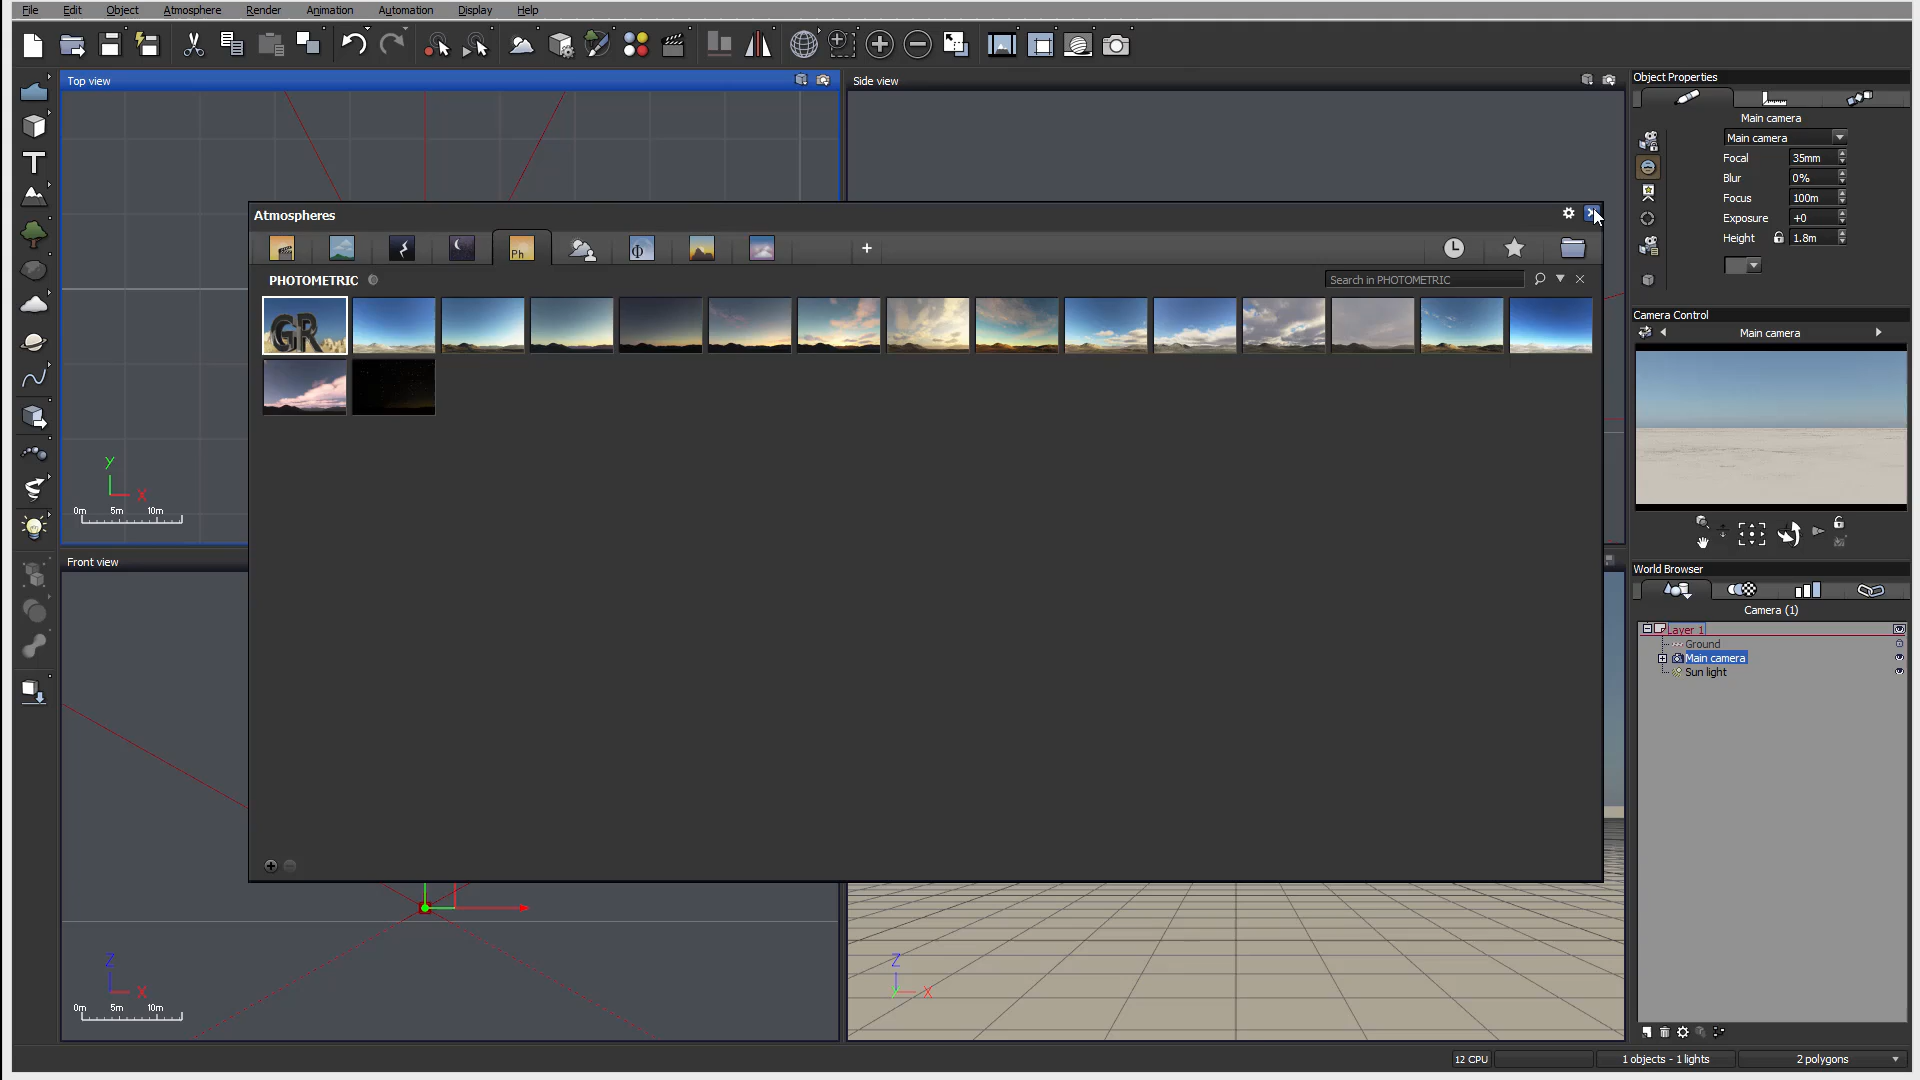 File Edit Object Atmosphere Render Animation Automation Display Help
Top view
Side view
Object Properties
Main camera
Main camera
Focal 35mm
Blur 0%
Focus 100m
Exposure +0
Height 1.8m
Atmospheres
Ph
Φ
+
PHOTOMETRIC
Search in PHOTOMETRIC
GR
Y
X
0m 5m 10m
Camera Control
Main camera
Front view
World Browser
Camera (1)
Layer 1
Ground
Main camera
Sun light
Z
X
0m 5m 10m
Z
Y
X
12 CPU
1 objects - 1 lights
2 polygons